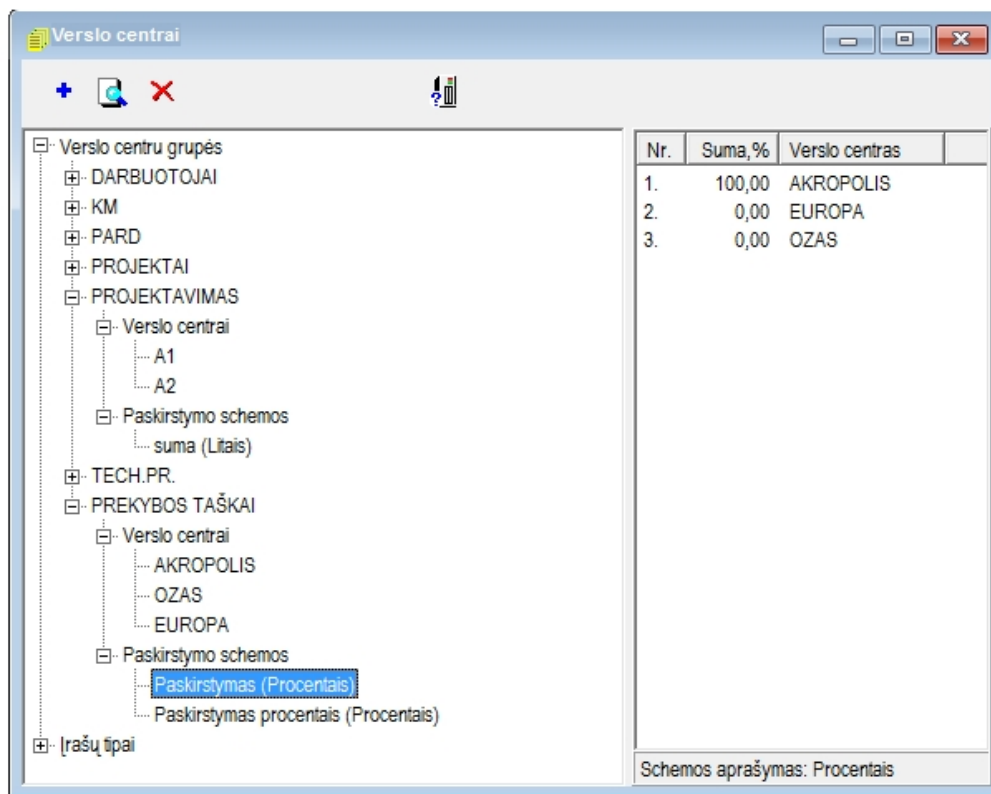 Verslo centrai
Verslo centru grupės
DARBUOTOJAI
KM
PARD
PROJEKTAI
PROJEKTAVIMAS
Verslo centrai
A1
A2
Paskirstymo schemos
suma (Litais)
TECH.PR.
PREKYBOS TAŠKAI
Verslo centrai
AKROPOLIS
OZAS
EUROPA
Paskirstymo schemos
Paskirstymas (Procentais)
Paskirstymas procentais (Procentais)
Įrašų tipai
Nr. Suma,% Verslo centras
1. 100,00 AKROPOLIS
2. 0,00 EUROPA
3. 0,00 OZAS
Schemos aprašymas: Procentais